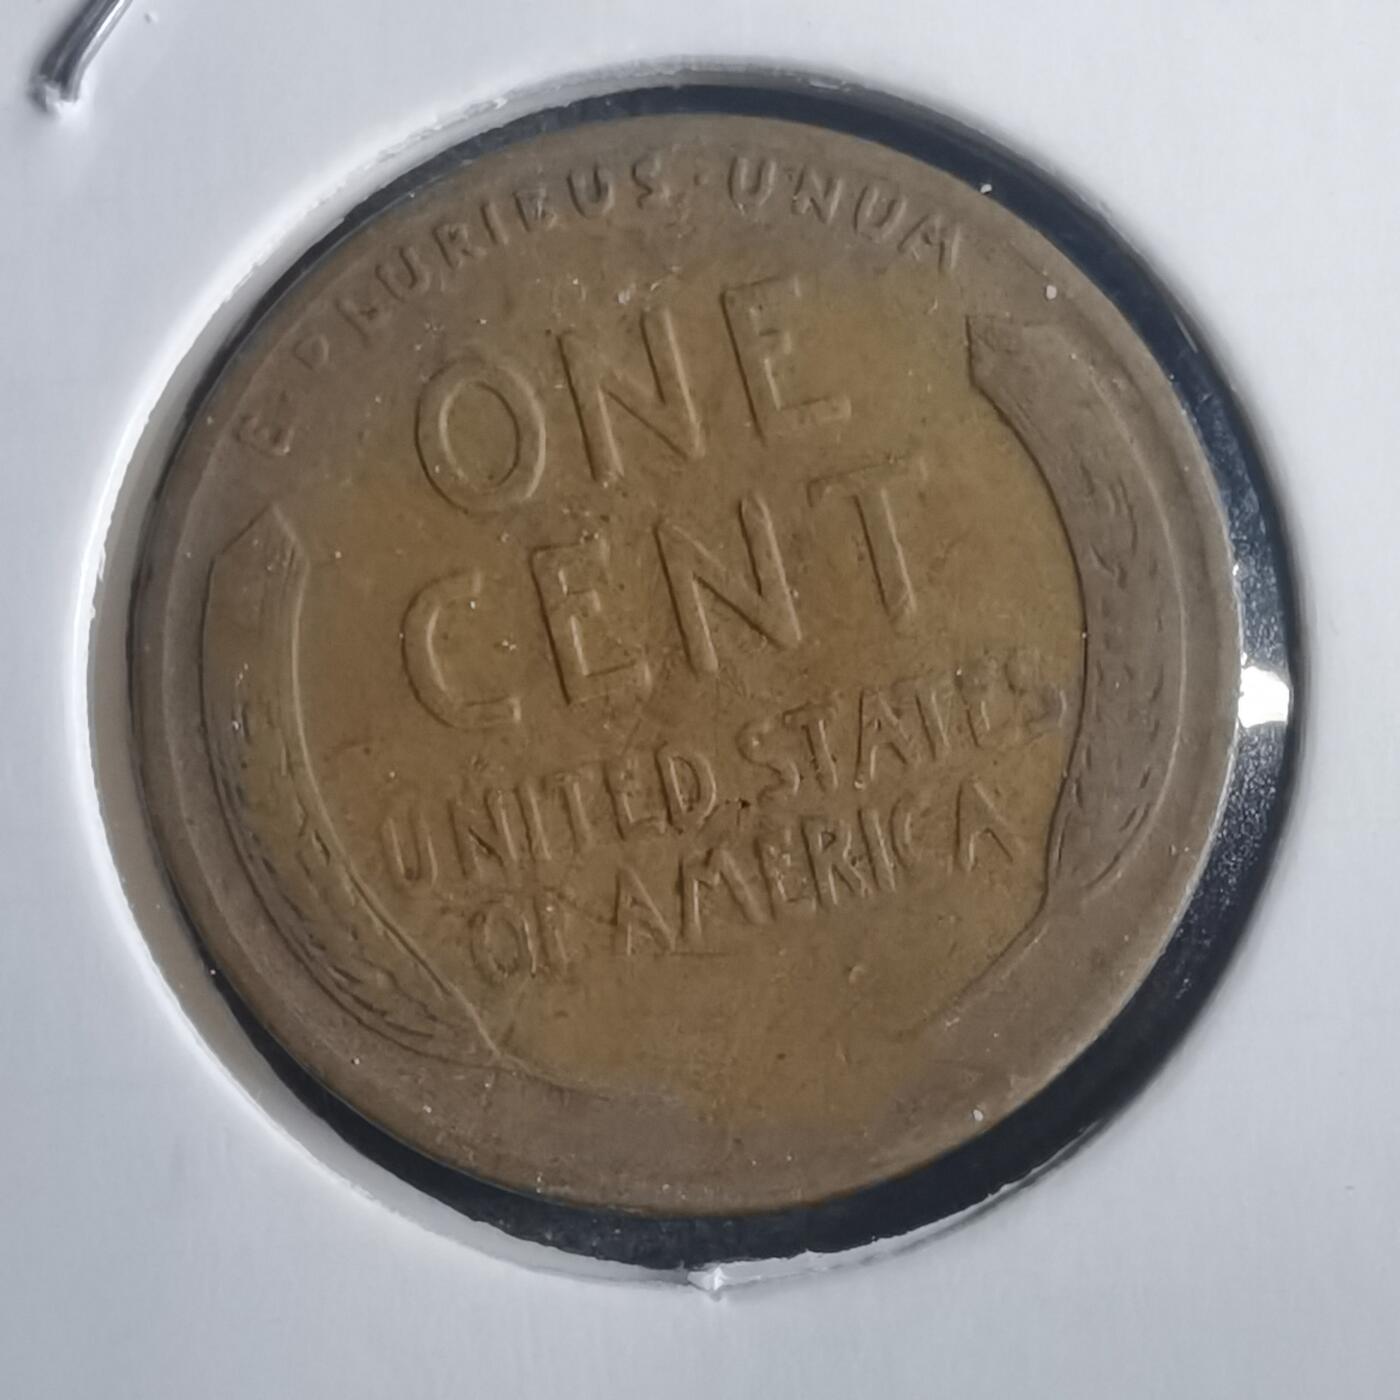 E · PLURIBUS · UNUM
ONE
CENT
UNITED STATES
OF AMERICA